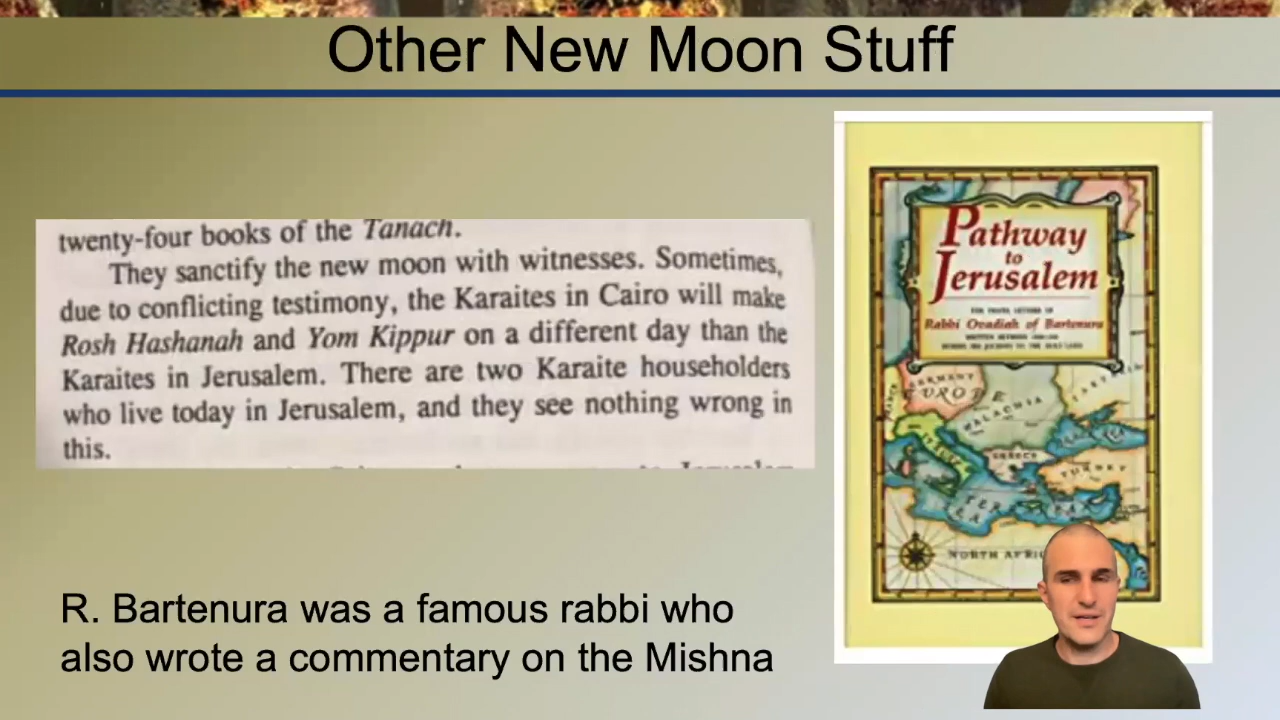 Other New Moon Stuff
twenty-four books of the Tanach.
They sanctify the new moon with witnesses. Sometimes,
due to conflicting testimony, the Karaites in Cairo will make
Rosh Hashanah and Yom Kippur on a different day than the
Karaites in Jerusalem. There are two Karaite householders
who live today in Jerusalem, and they see nothing wrong in
this.
R. Bartenura was a famous rabbi who
also wrote a commentary on the Mishna
Pathway
to
Jerusalem
Rabbi Ovadiah of Bartenura
GERMANY
EUROPE
WALACHIA
ITALY
GREECE
TURKEY
NORTH AFRI